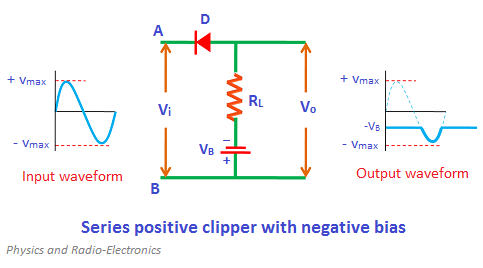 D
A
+ Vmax
- Vmax
Input waveform
Vi
RL
VB
−
+
Vo
B
+ Vmax
-VB
- Vmax
Output waveform
Series positive clipper with negative bias
Physics and Radio-Electronics